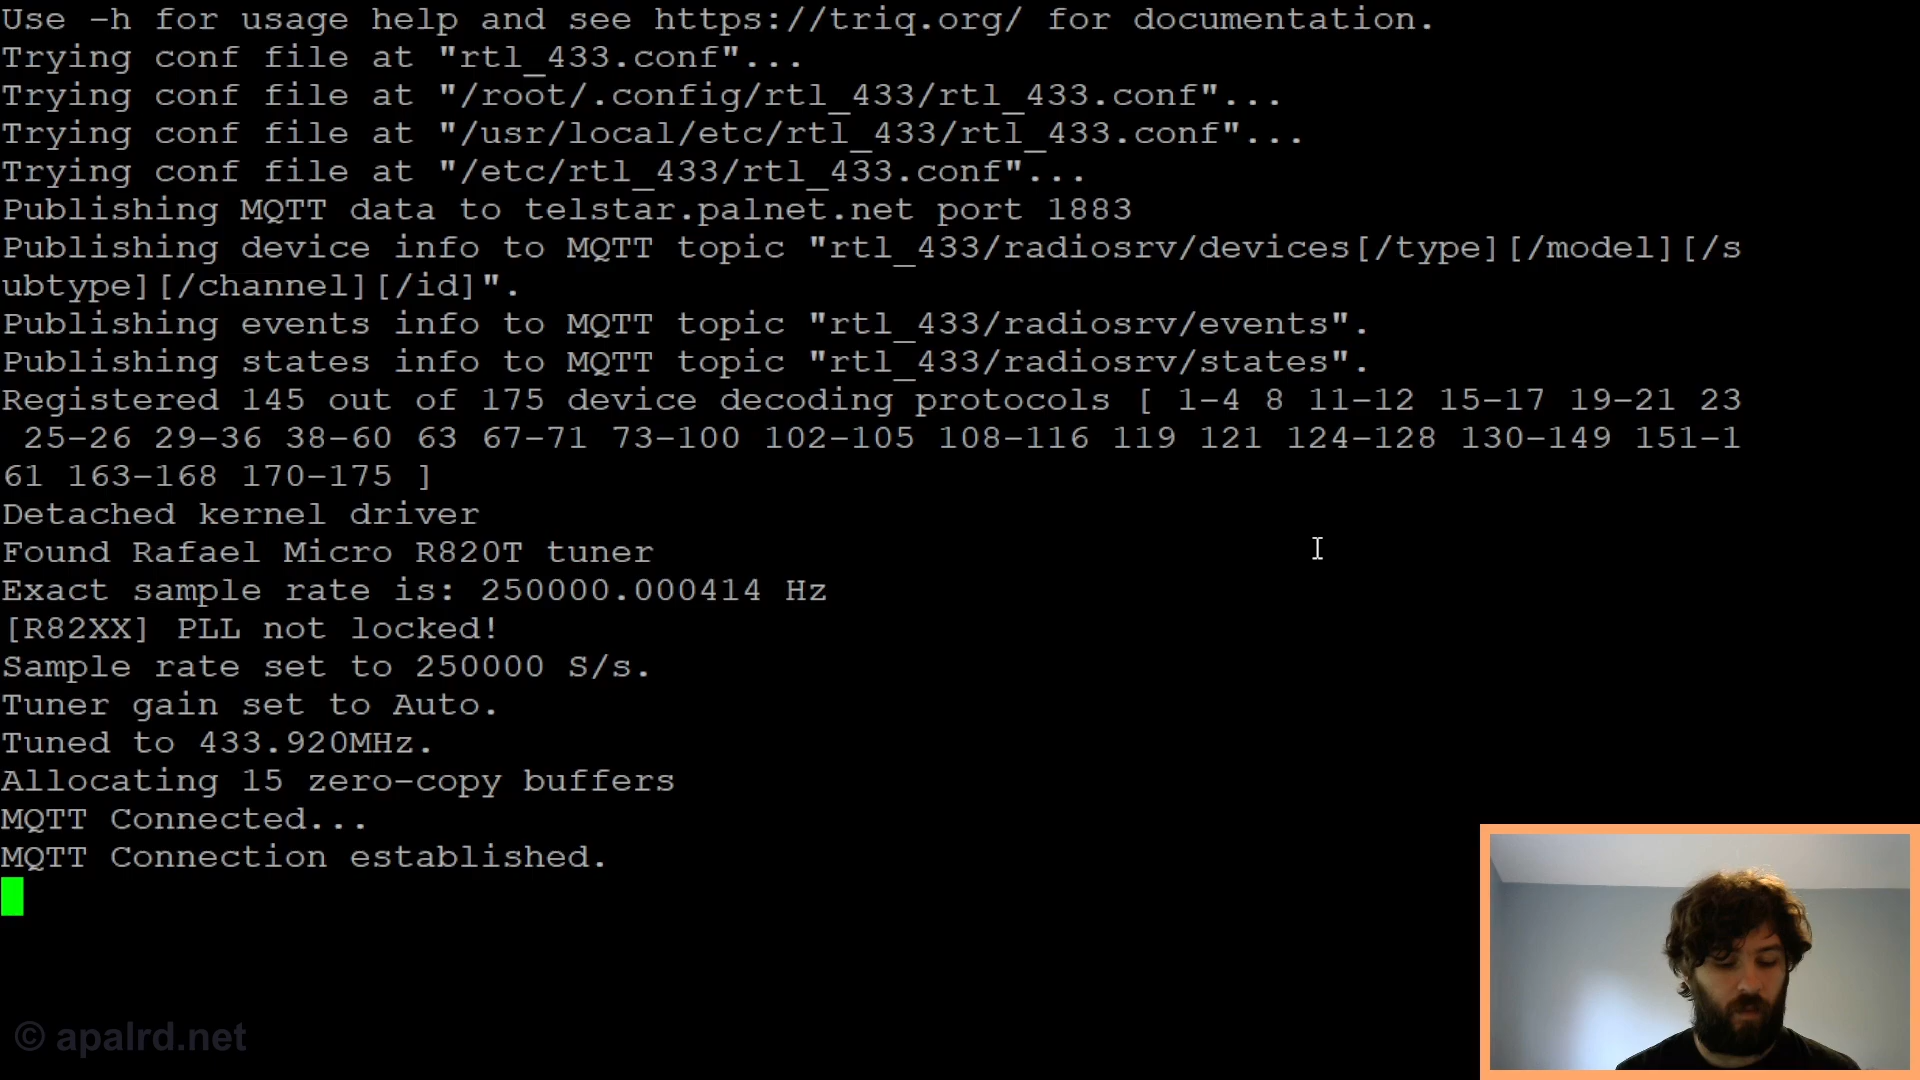 Use -h for usage help and see https://triq.org/ for documentation.
Trying conf file at "rtl_433.conf"...
Trying conf file at "/root/.config/rtl_433/rtl_433.conf"...
Trying conf file at "/usr/local/etc/rtl_433/rtl_433.conf"...
Trying conf file at "/etc/rtl_433/rtl_433.conf"...
Publishing MQTT data to telstar.palnet.net port 1883
Publishing device info to MQTT topic "rtl_433/radiosrv/devices[/type][/model][/s
ubtype][/channel][/id]".
Publishing events info to MQTT topic "rtl_433/radiosrv/events".
Publishing states info to MQTT topic "rtl_433/radiosrv/states".
Registered 145 out of 175 device decoding protocols [ 1-4 8 11-12 15-17 19-21 23
 25-26 29-36 38-60 63 67-71 73-100 102-105 108-116 119 121 124-128 130-149 151-1
61 163-168 170-175 ]
Detached kernel driver
Found Rafael Micro R820T tuner
Exact sample rate is: 250000.000414 Hz
[R82XX] PLL not locked!
Sample rate set to 250000 S/s.
Tuner gain set to Auto.
Tuned to 433.920MHz.
Allocating 15 zero-copy buffers
MQTT Connected...
MQTT Connection established.
© apalrd.net